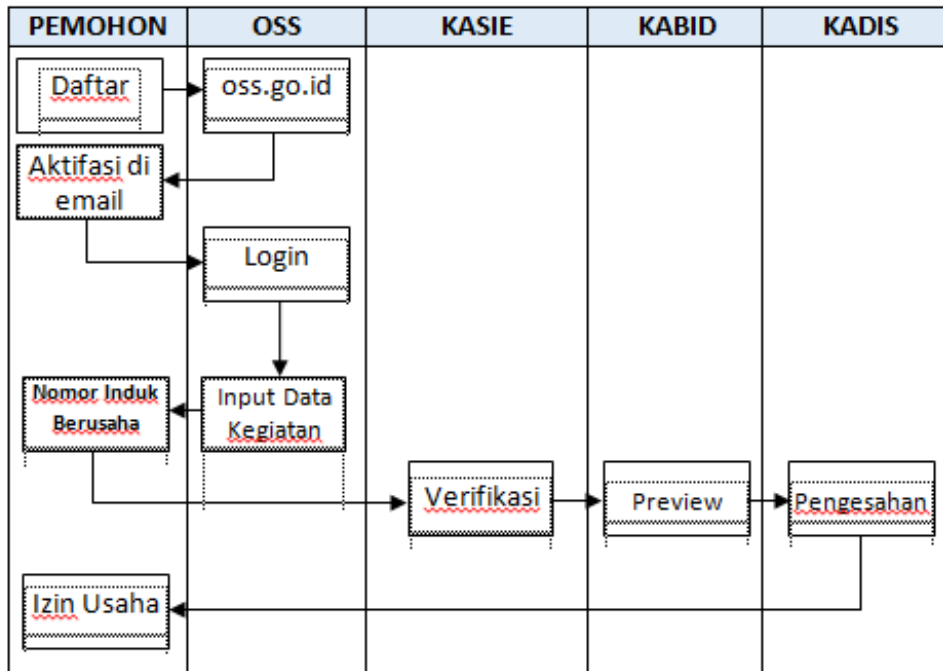 PEMOHON OSS KASIE KABID KADIS
Daftar oss.go.id
Aktifasi di
email
Login
Nomor Induk
Berusaha
Input Data
Kegiatan
Verifikasi Preview Pengesahan
Izin Usaha